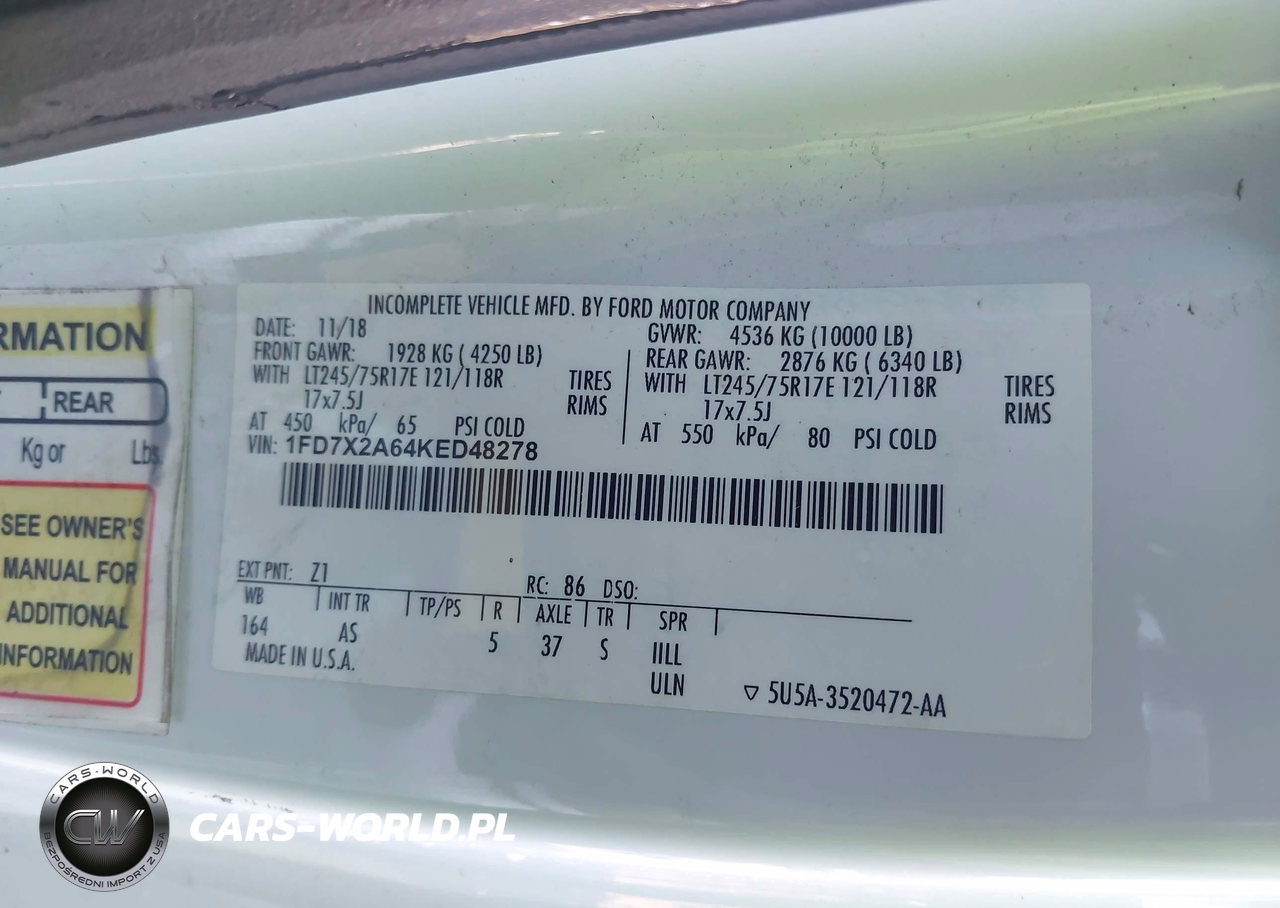 RMATION
REAR
Kg or Lbs
SEE OWNER'S
MANUAL FOR
ADDITIONAL
INFORMATION
INCOMPLETE VEHICLE MFD. BY FORD MOTOR COMPANY
DATE: 11/18 GVWR: 4536 KG (10000 LB)
FRONT GAWR: 1928 KG ( 4250 LB) REAR GAWR: 2876 KG ( 6340 LB)
WITH LT245/75R17E 121/118R TIRES WITH LT245/75R17E 121/118R TIRES
17x7.5J RIMS 17x7.5J RIMS
AT 450 kPa/ 65 PSI COLD AT 550 kPa/ 80 PSI COLD
VIN: 1FD7X2A64KED48278
EXT PNT: Z1 RC: 86 DSO:
WB INT TR TP/PS R AXLE TR SPR
164 AS 5 37 S IILL
MADE IN U.S.A. ULN
5U5A-3520472-AA
CARS-WORLD
CW
BEZPOŚREDNI IMPORT Z USA
CARS-WORLD.PL